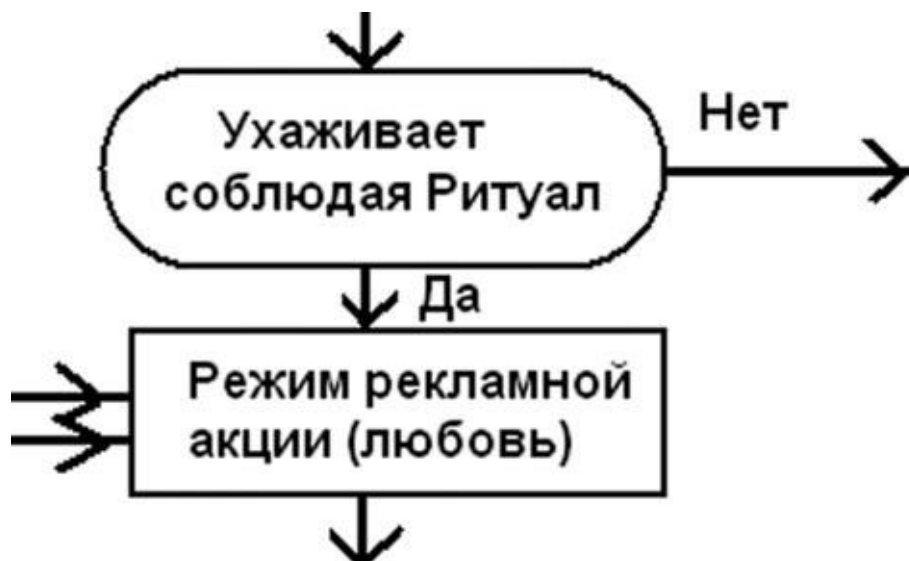 Ухаживает
соблюдая Ритуал
Нет
Да
Режим рекламной
акции (любовь)